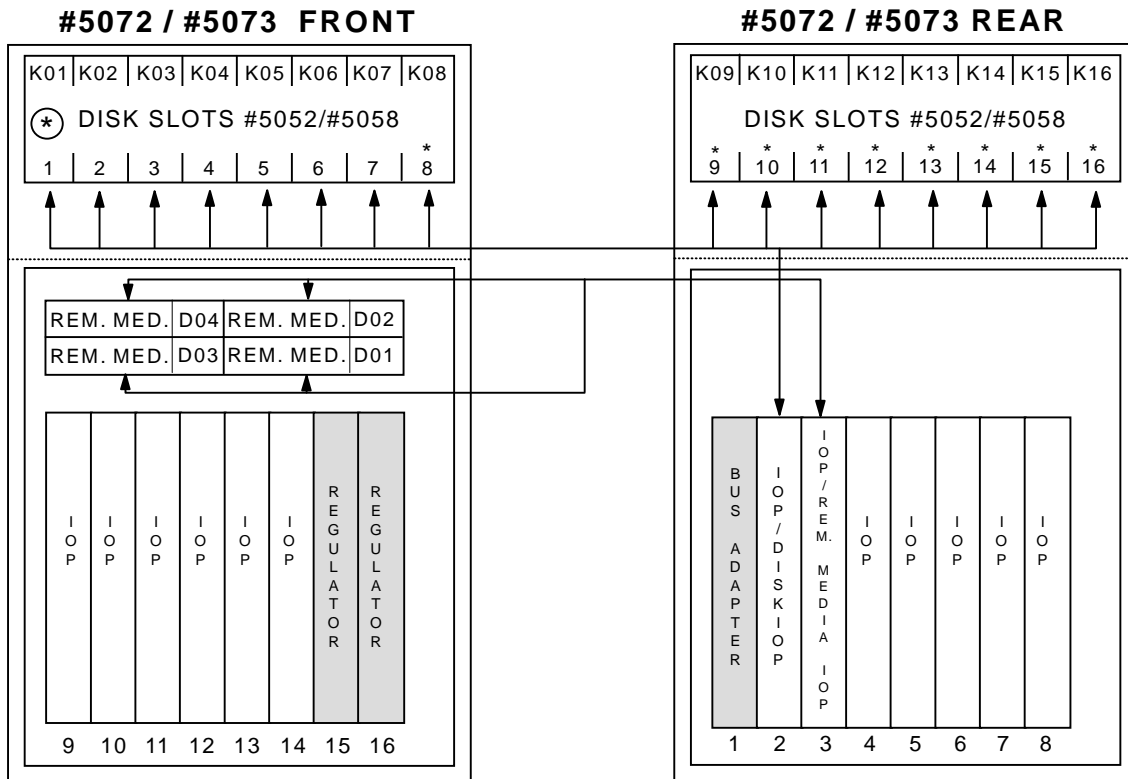 #5072 / #5073 FRONT
K01 K02 K03 K04 K05 K06 K07 K08
* DISK SLOTS #5052/#5058
*
1 2 3 4 5 6 7 8
REM. MED. D04 REM. MED. D02
REM. MED. D03 REM. MED. D01
IOP
IOP
IOP
IOP
IOP
IOP
REGULATOR
REGULATOR
9 10 11 12 13 14 15 16
#5072 / #5073 REAR
K09 K10 K11 K12 K13 K14 K15 K16
DISK SLOTS #5052/#5058
* * * * * * * *
9 10 11 12 13 14 15 16
BUS ADAPTER
IOP/DISKIOP
IOP/REM. MEDIA IOP
IOP
IOP
IOP
IOP
IOP
1 2 3 4 5 6 7 8